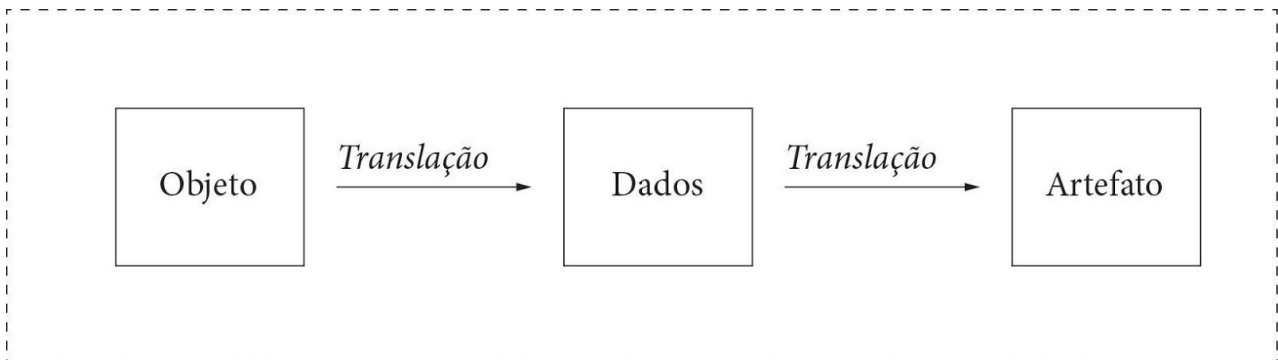 Objeto
Translação
Dados
Translação
Artefato